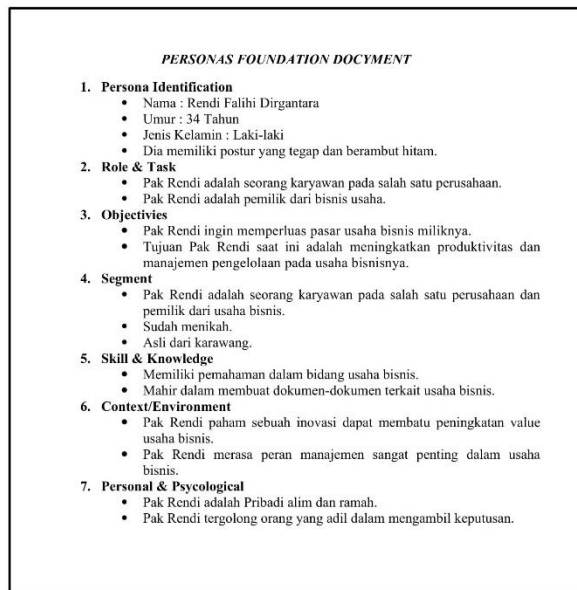 PERSONAS FOUNDATION DOCYMENT
1. Persona Identification
• Nama : Rendi Falihi Dirgantara
• Umur : 34 Tahun
• Jenis Kelamin : Laki-laki
• Dia memiliki postur yang tegap dan berambut hitam.
2. Role & Task
• Pak Rendi adalah seorang karyawan pada salah satu perusahaan.
• Pak Rendi adalah pemilik dari bisnis usaha.
3. Objectivies
• Pak Rendi ingin memperluas pasar usaha bisnis miliknya.
• Tujuan Pak Rendi saat ini adalah meningkatkan produktivitas dan
manajemen pengelolaan pada usaha bisnisnya.
4. Segment
• Pak Rendi adalah seorang karyawan pada salah satu perusahaan dan
pemilik dari usaha bisnis.
• Sudah menikah.
• Asli dari karawang.
5. Skill & Knowledge
• Memiliki pemahaman dalam bidang usaha bisnis.
• Mahir dalam membuat dokumen-dokumen terkait usaha bisnis.
6. Context/Environment
• Pak Rendi paham sebuah inovasi dapat membatu peningkatan value
usaha bisnis.
• Pak Rendi merasa peran manajemen sangat penting dalam usaha
bisnis.
7. Personal & Psycological
• Pak Rendi adalah Pribadi alim dan ramah.
• Pak Rendi tergolong orang yang adil dalam mengambil keputusan.